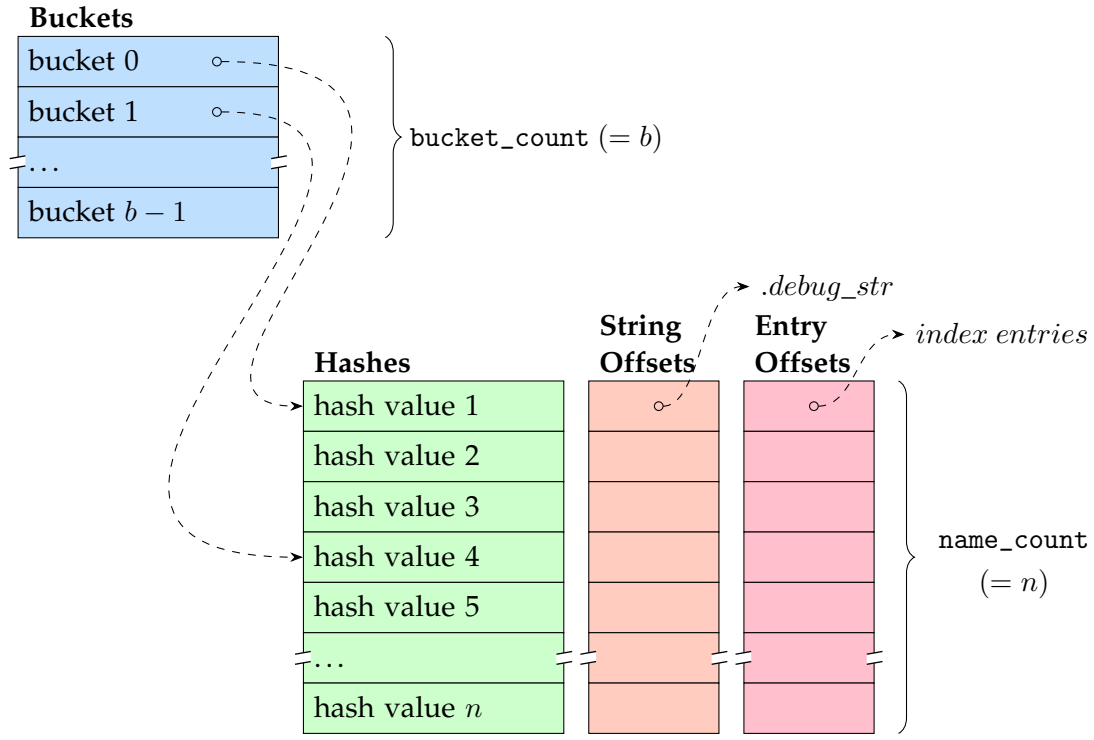 Buckets
bucket 0
bucket 1
...
bucket b − 1
bucket_count (= b)
.debug_str
index entries
Hashes
String
Offsets
Entry
Offsets
hash value 1
hash value 2
hash value 3
hash value 4
hash value 5
...
hash value n
name_count
(= n)